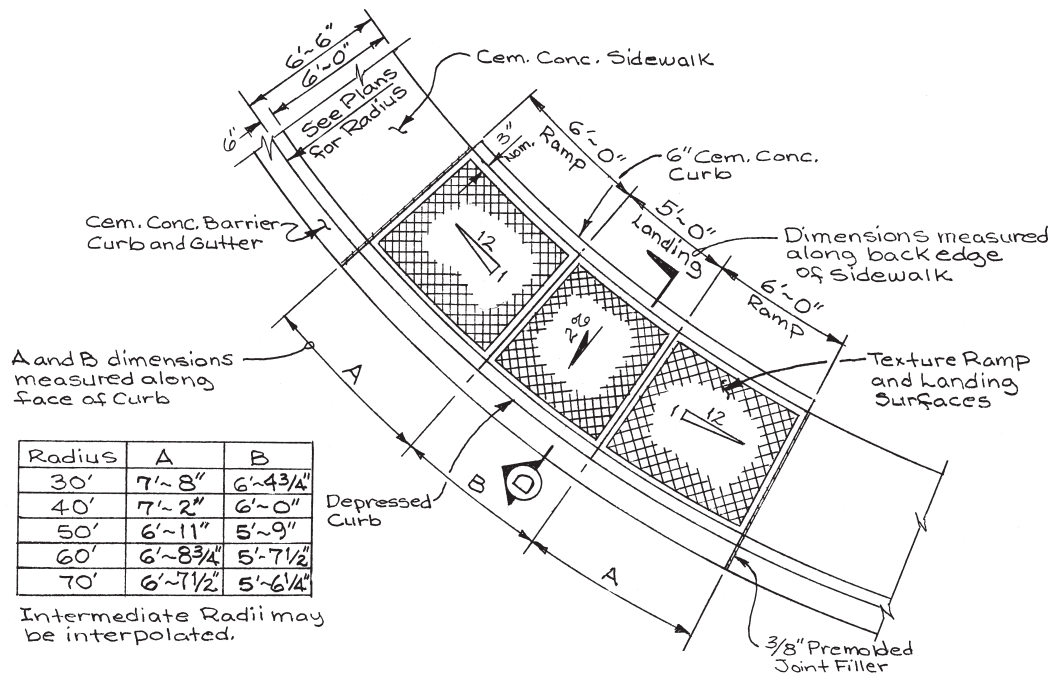 6'~6"
6'~0"
6"
See Plans
for Radius
Cem. Conc. Sidewalk
3"
Nom.
6'~0"
Ramp
6" Cem. Conc.
Curb
5'~0"
Landing
Dimensions measured
along back edge
of Sidewalk
6'~0"
Ramp
Cem. Conc. Barrier
Curb and Gutter
12
1
2%
1
12
A and B dimensions
measured along
face of Curb
Texture Ramp
and Landing
Surfaces
A
B
D
A
Depressed
Curb
Radius A B
30' 7'~8" 6'~4 3/4"
40' 7'~2" 6'~0"
50' 6'~11" 5'~9"
60' 6'~8 3/4" 5'-7 1/2"
70' 6'~7 1/2" 5'~6 1/4"
Intermediate Radii may
be interpolated.
3/8" Premolded
Joint Filler